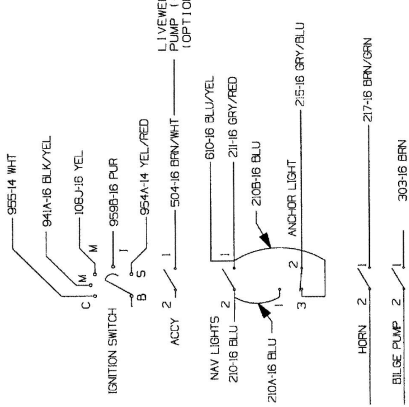 LIVEWEL
PUMP (
(OPTION
955-14 WHT
941A-16 BLK/YEL
108J-16 YEL
959B-16 PUR
954A-14 YEL/RED
C M M I B S
IGNITION SWITCH
504-16 BRN/WHT
2 1
ACCY
610-16 BLU/YEL
NAV LIGHTS
2 1
211-16 GRY/RED
210-16 BLU
210B-16 BLU
210A-16 BLU
ANCHOR LIGHT
1 2 3
215-16 GRY/BLU
HORN
2 1
217-16 BRN/GRN
BILGE PUMP
2 1
303-16 BRN